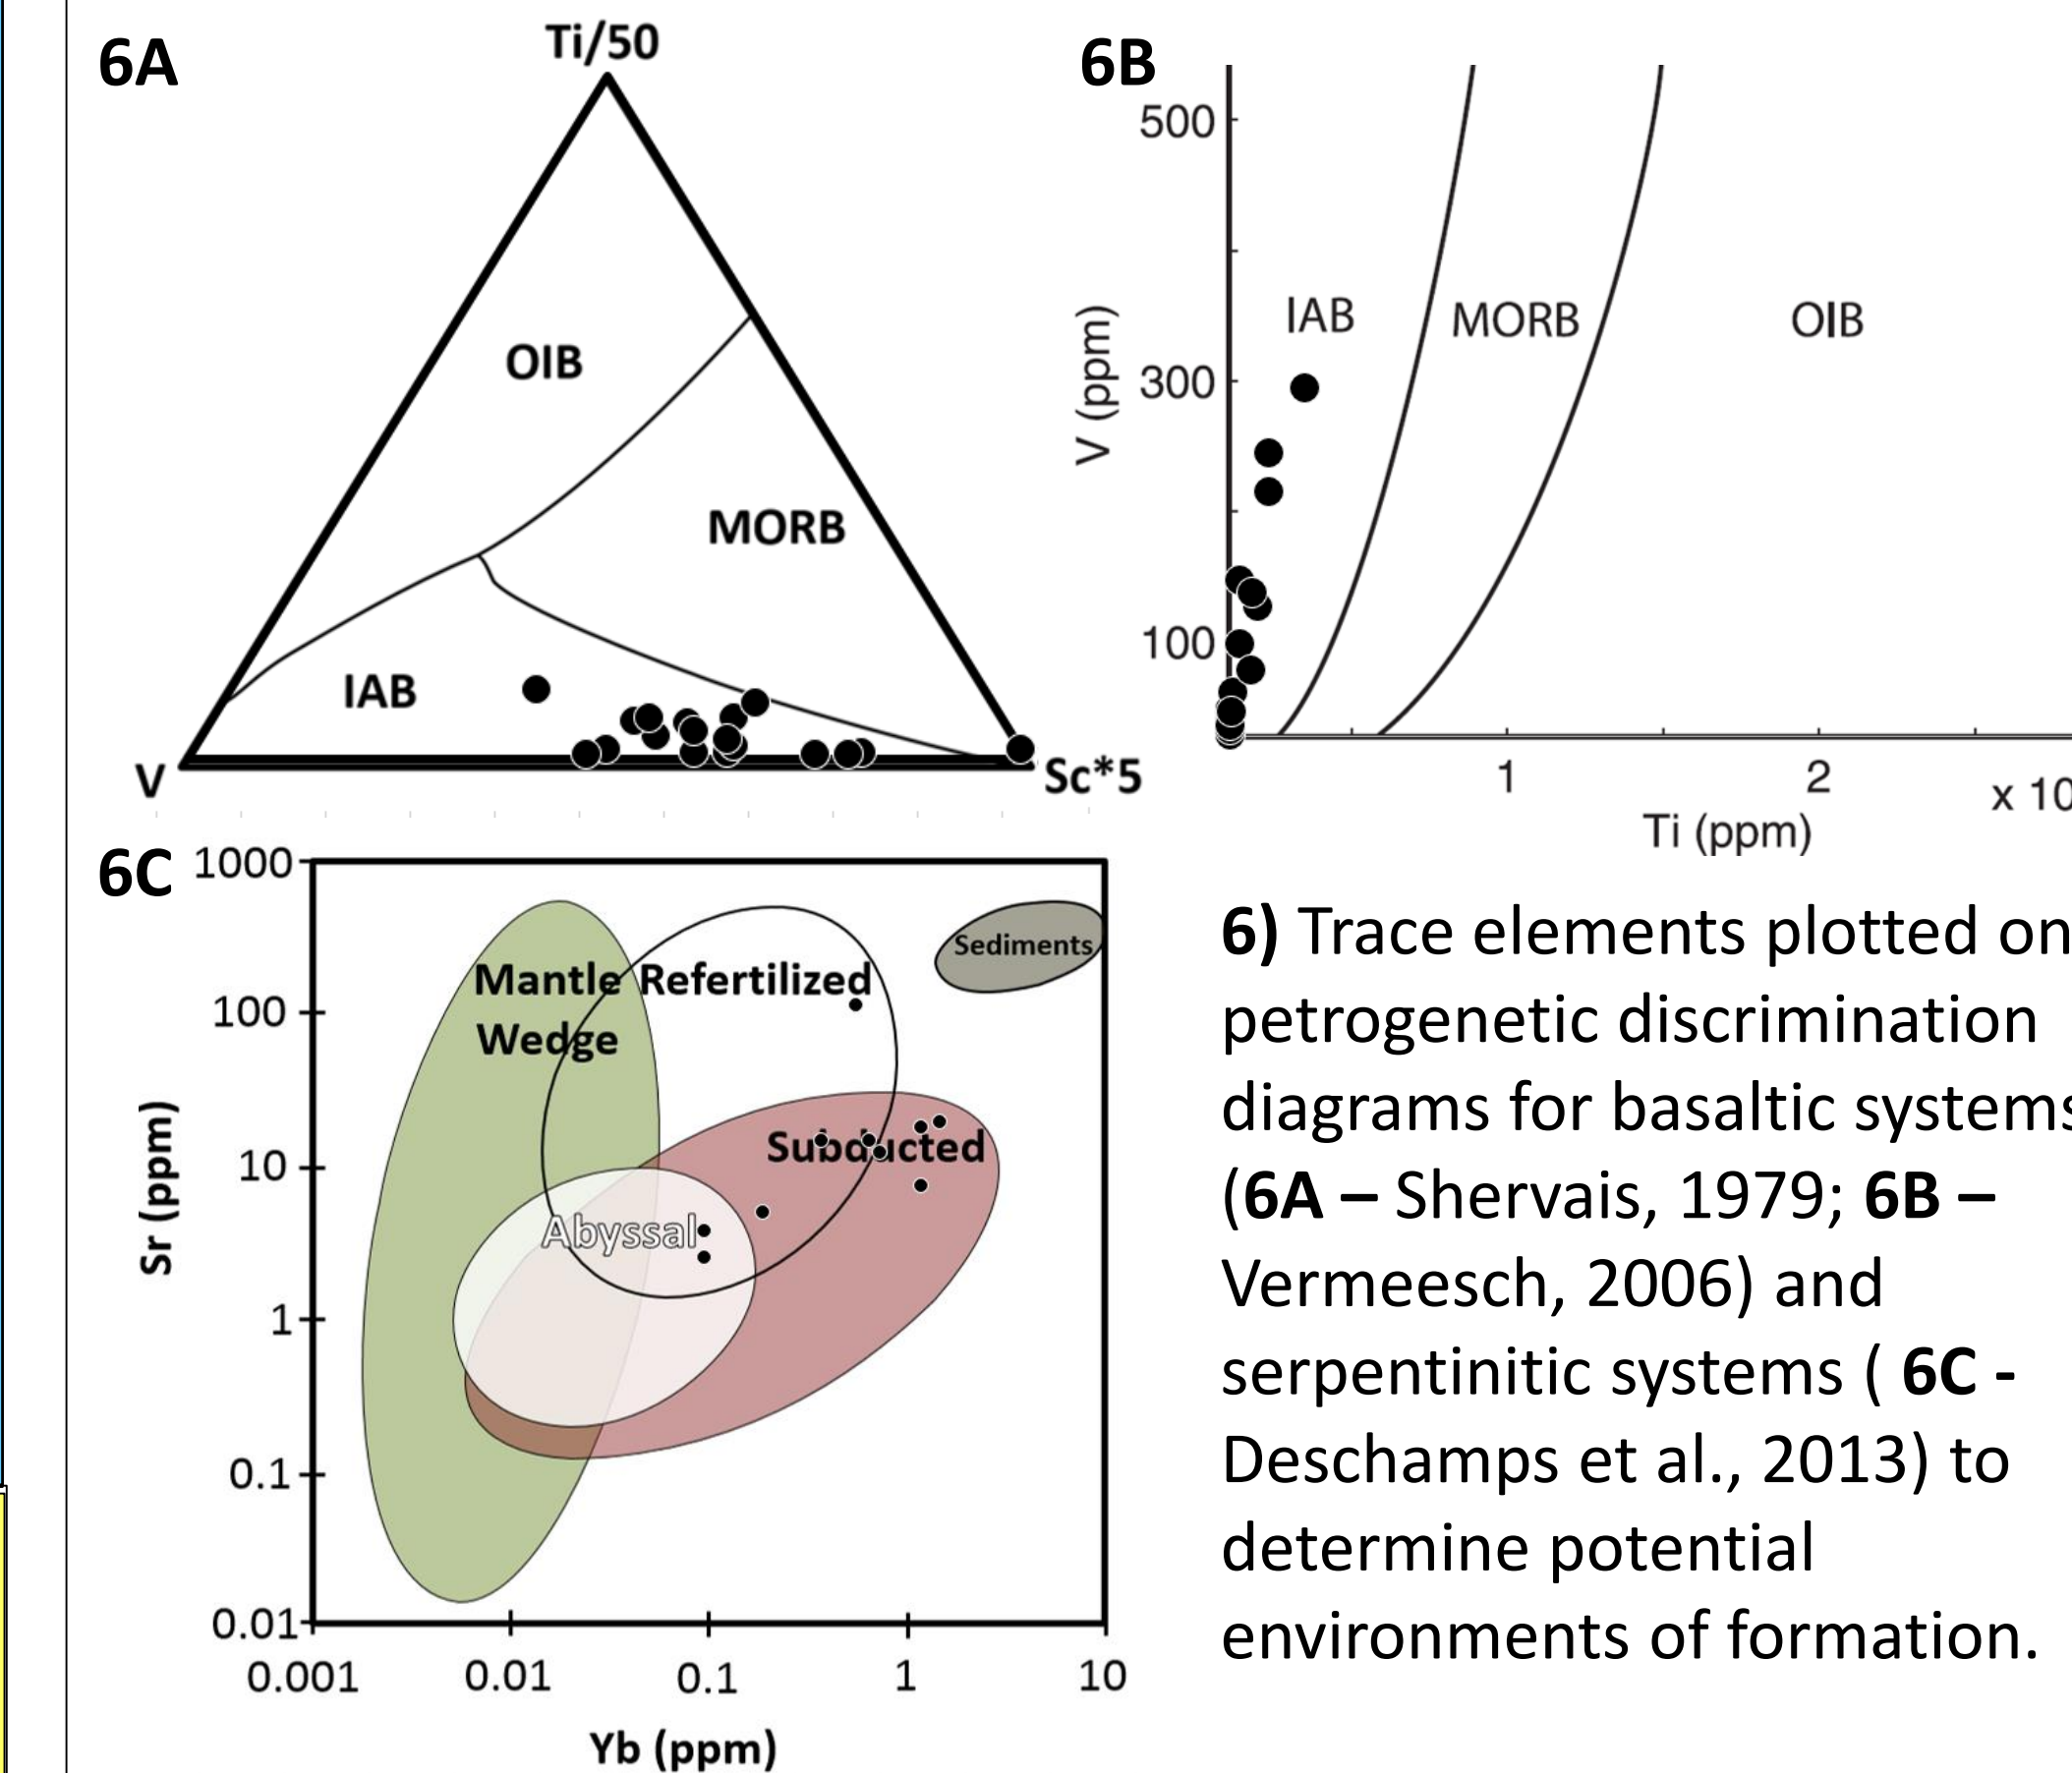 6A
Ti/50
OIB
MORB
IAB
V
Sc*5
6B
500
300
100
V (ppm)
IAB
MORB
OIB
1
2
x 10
Ti (ppm)
6C
1000
100
10
1
0.1
0.01
Sr (ppm)
Mantle
Wedge
Refertilized
Sediments
Subducted
Abyssal
0.001
0.01
0.1
1
10
Yb (ppm)
6) Trace elements plotted on
petrogenetic discrimination
diagrams for basaltic systems
(6A – Shervais, 1979; 6B –
Vermeesch, 2006) and
serpentinitic systems ( 6C -
Deschamps et al., 2013) to
determine potential
environments of formation.